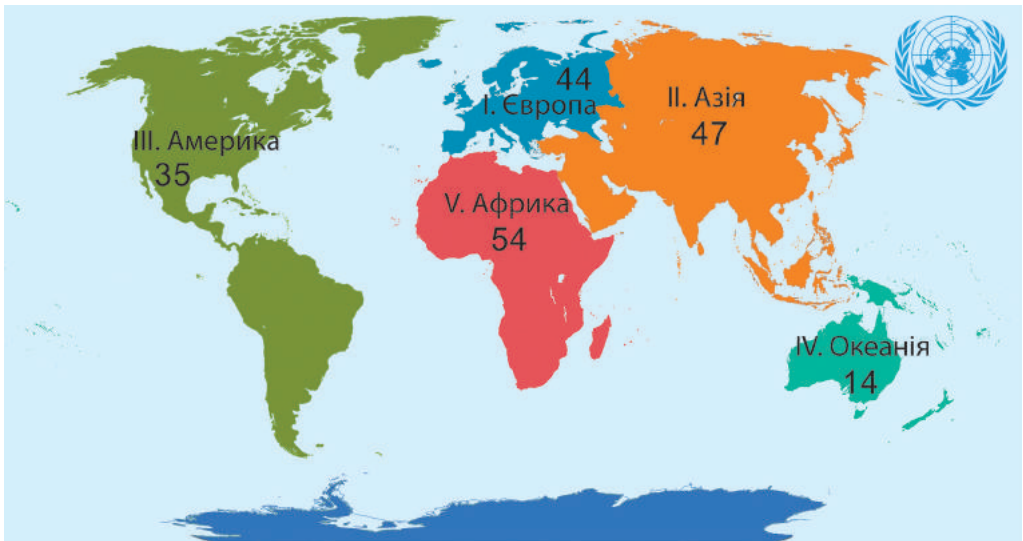 44
I. Європа
II. Азія
47
III. Америка
35
V. Африка
54
IV. Океанія
14